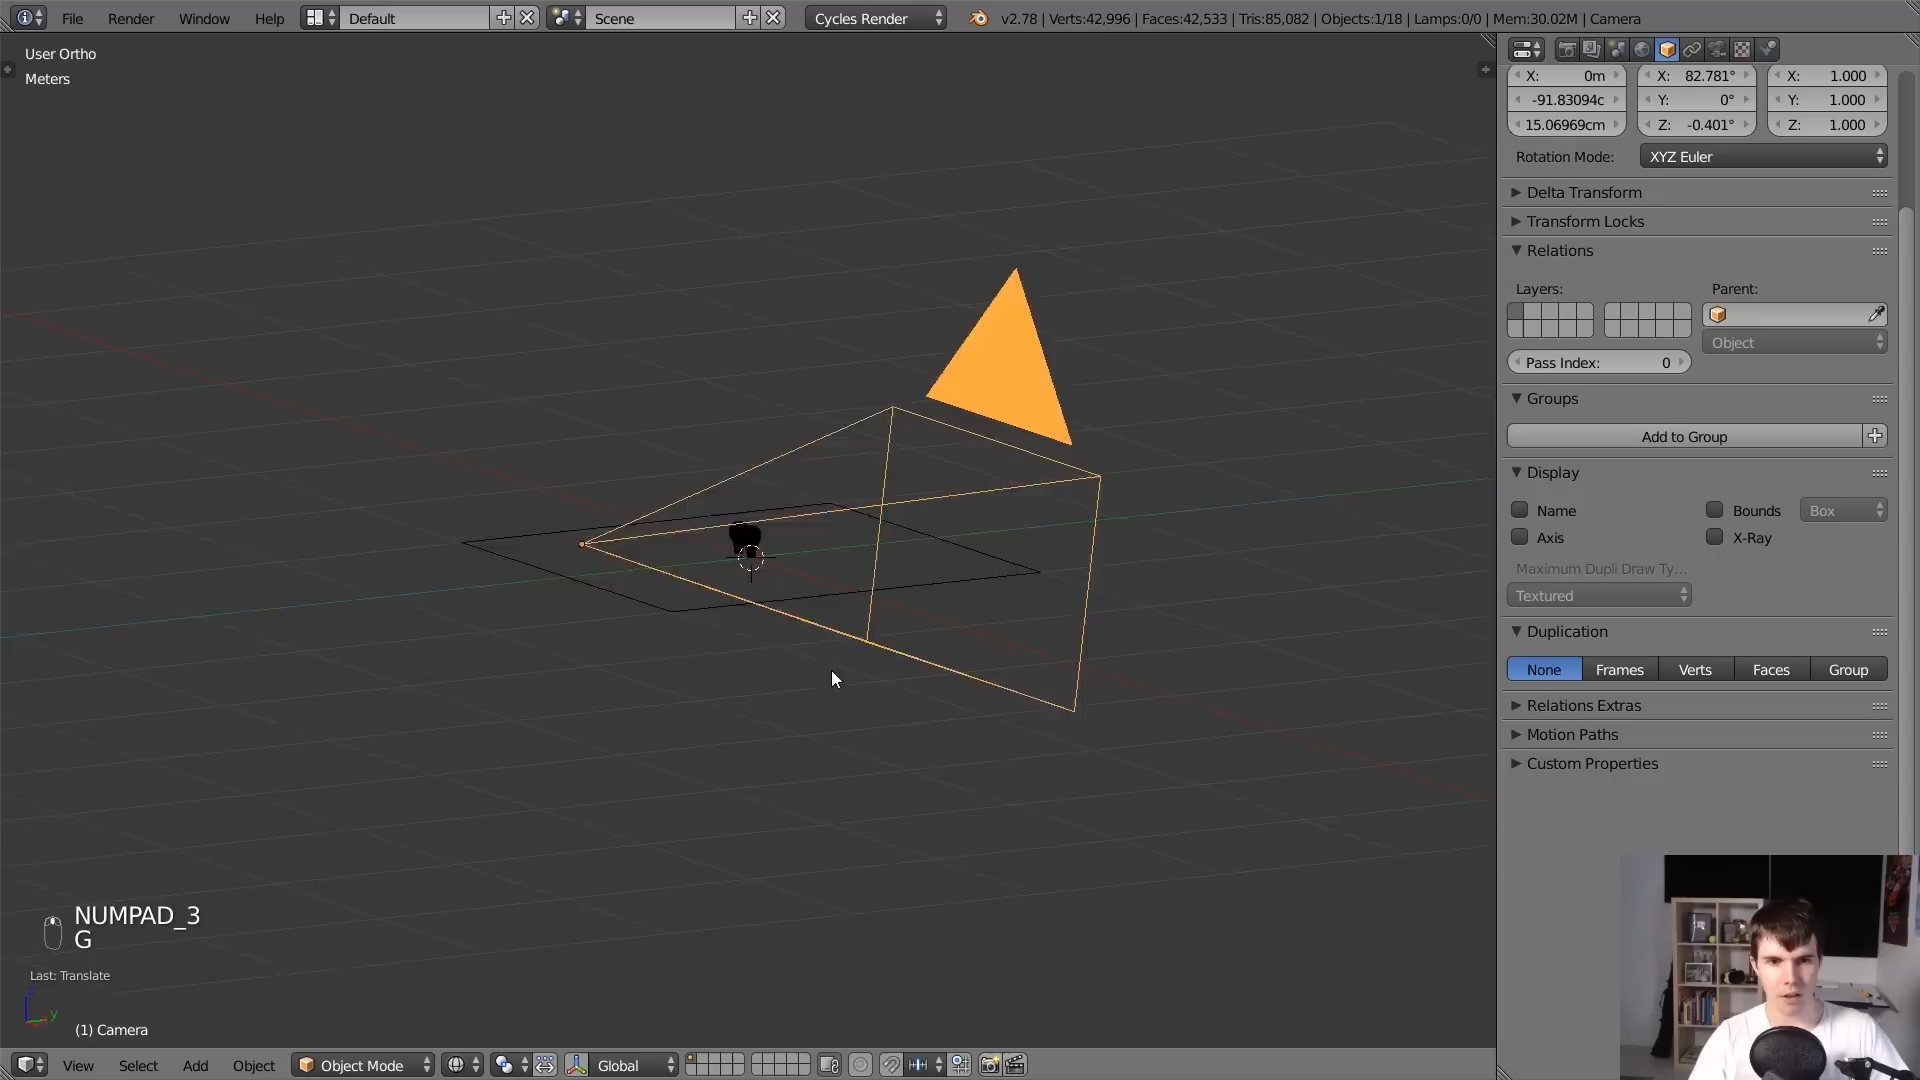 File Render Window Help Default Scene Cycles Render v2.78 | Verts:42,996 | Faces:42,533 | Tris:85,082 | Objects:1/18 | Lamps:0/0 | Mem:30.02M | Camera
User Ortho
Meters
X: 0m X: 82.781° X: 1.000
-91.83094c Y: 0° Y: 1.000
15.06969cm Z: -0.401° Z: 1.000
Rotation Mode: XYZ Euler
Delta Transform
Transform Locks
Relations
Layers: Parent:
Object
Pass Index: 0
Groups
Add to Group
Display
Name Bounds Box
Axis X-Ray
Maximum Dupli Draw Ty...
Textured
Duplication
None Frames Verts Faces Group
Relations Extras
Motion Paths
Custom Properties
NUMPAD_3
G
Last: Translate
z
y
(1) Camera
View Select Add Object Object Mode Global